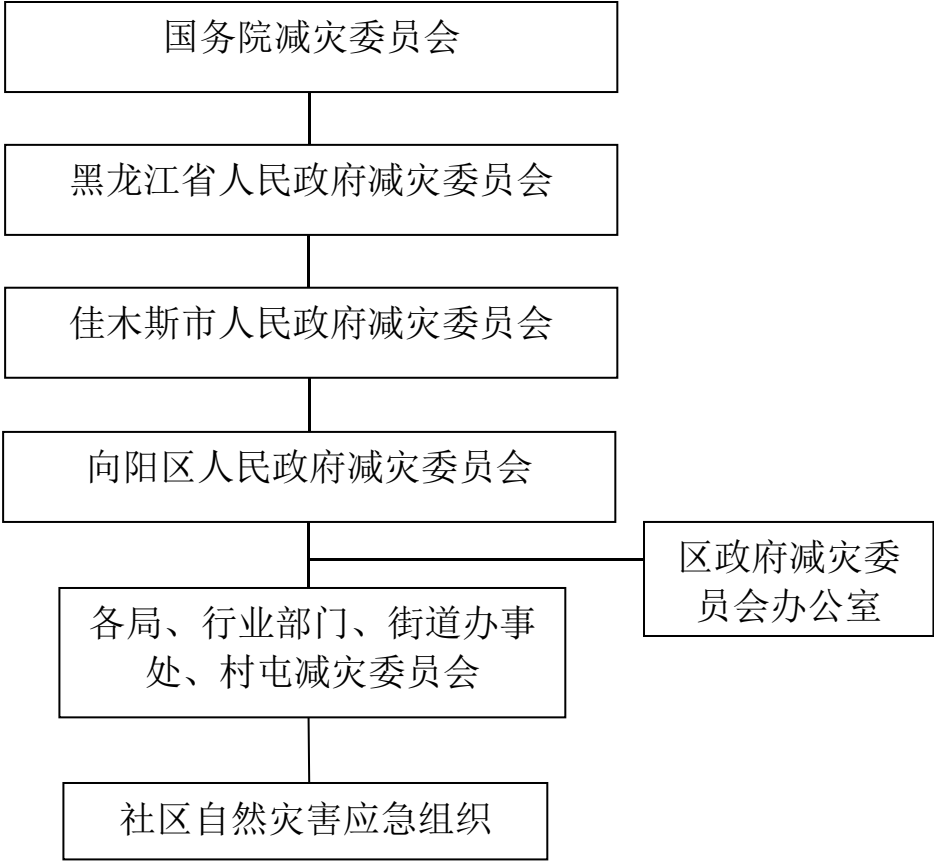 国务院减灾委员会
黑龙江省人民政府减灾委员会
佳木斯市人民政府减灾委员会
向阳区人民政府减灾委员会
区政府减灾委
员会办公室
各局、行业部门、街道办事
处、村屯减灾委员会
社区自然灾害应急组织